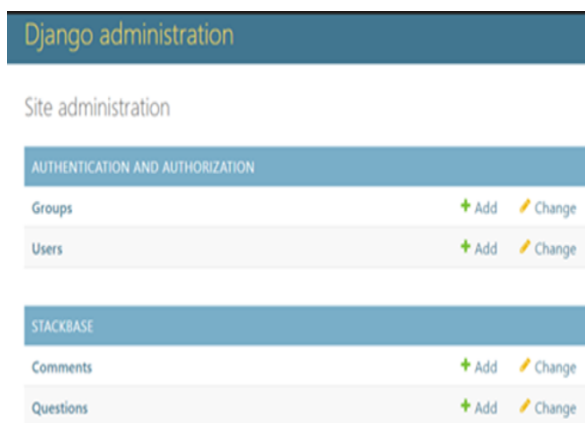 Django administration
Site administration
AUTHENTICATION AND AUTHORIZATION
Groups Add Change
Users Add Change
STACKBASE
Comments Add Change
Questions Add Change